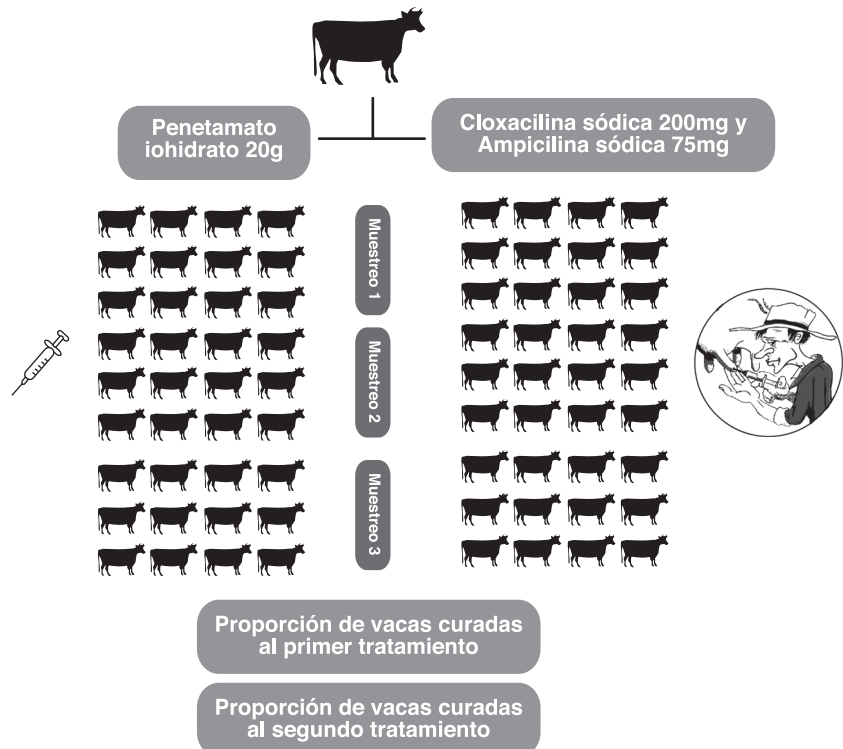 Penetamato
iohidrato 20g
Cloxacilina sódica 200mg y
Ampicilina sódica 75mg
Muestreo 1
Muestreo 2
Muestreo 3
Proporción de vacas curadas
al primer tratamiento
Proporción de vacas curadas
al segundo tratamiento